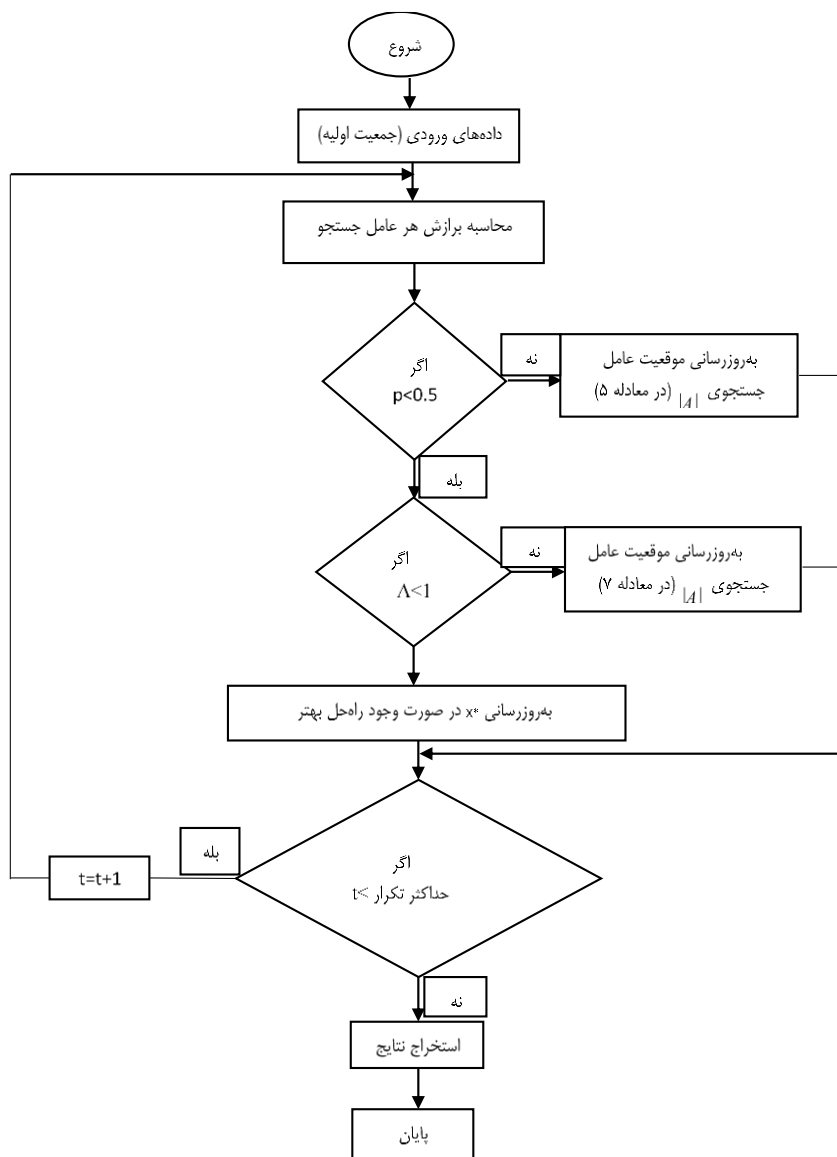 شروع
داده‌های ورودی (جمعیت اولیه)
محاسبه برازش هر عامل جستجو
اگر
p<0.5
نه
به‌روزرسانی موقعیت عامل
جستجوی |A| (در معادله ۵)
بله
اگر
Λ<1
نه
به‌روزرسانی موقعیت عامل
جستجوی |A| (در معادله ۷)
به‌روزرسانی x* در صورت وجود راه‌حل بهتر
اگر
حداکثر تکرار >t
بله
t=t+1
نه
استخراج نتایج
پایان